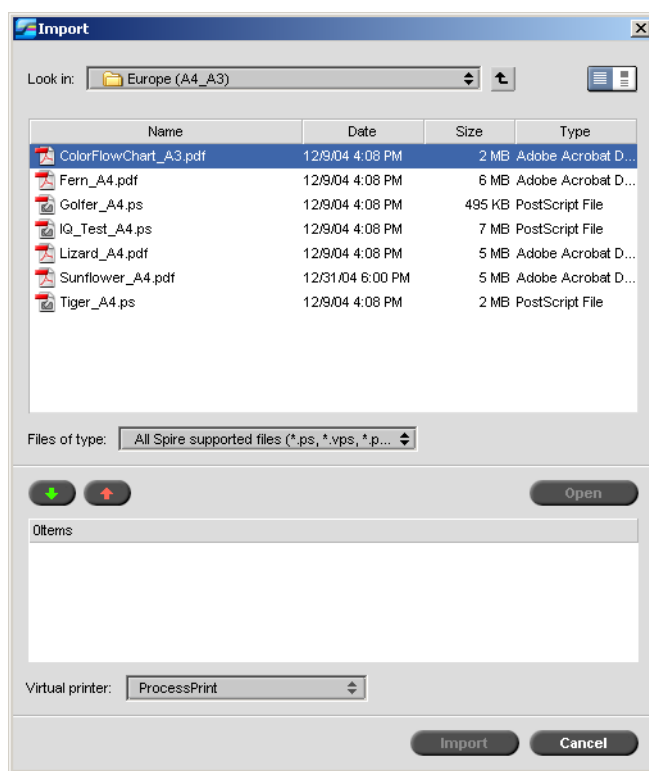 Import
Look in: Europe (A4_A3)
Name Date Size Type
ColorFlowChart_A3.pdf 12/9/04 4:08 PM 2 MB Adobe Acrobat D...
Fern_A4.pdf 12/9/04 4:08 PM 6 MB Adobe Acrobat D...
Golfer_A4.ps 12/9/04 4:08 PM 495 KB PostScript File
IQ_Test_A4.ps 12/9/04 4:08 PM 7 MB PostScript File
Lizard_A4.pdf 12/9/04 4:08 PM 5 MB Adobe Acrobat D...
Sunflower_A4.pdf 12/31/04 6:00 PM 5 MB Adobe Acrobat D...
Tiger_A4.ps 12/9/04 4:08 PM 2 MB PostScript File
Files of type: All Spire supported files (*.ps, *.vps, *.p...
Open
0Items
Virtual printer: ProcessPrint
Import Cancel